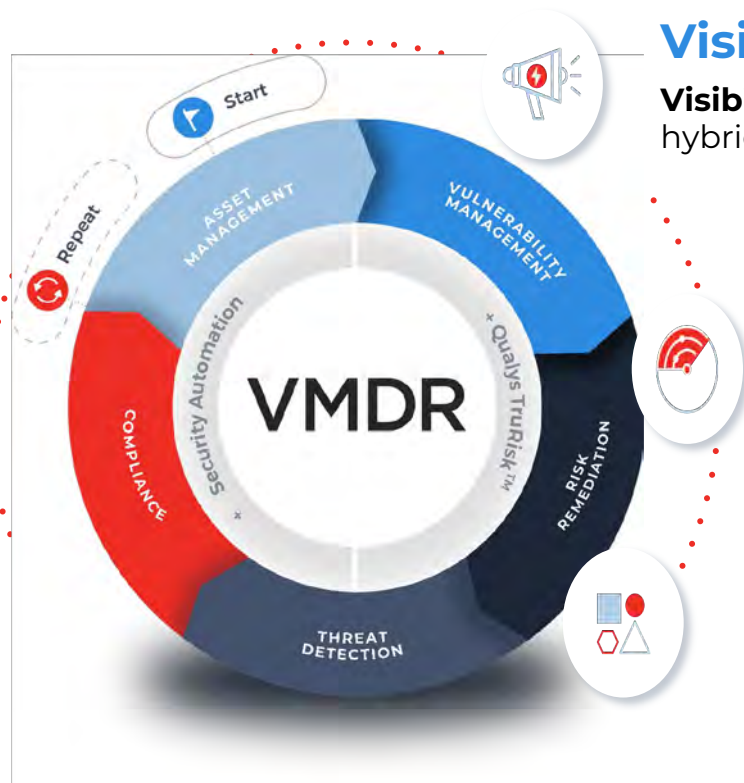 Start
Repeat
ASSET
MANAGEMENT
VULNERABILITY
MANAGEMENT
RISK
REMEDIATION
THREAT
DETECTION
COMPLIANCE
+ Security Automation
+ Qualys TruRisk™
VMDR
Visi
Visib
hybri